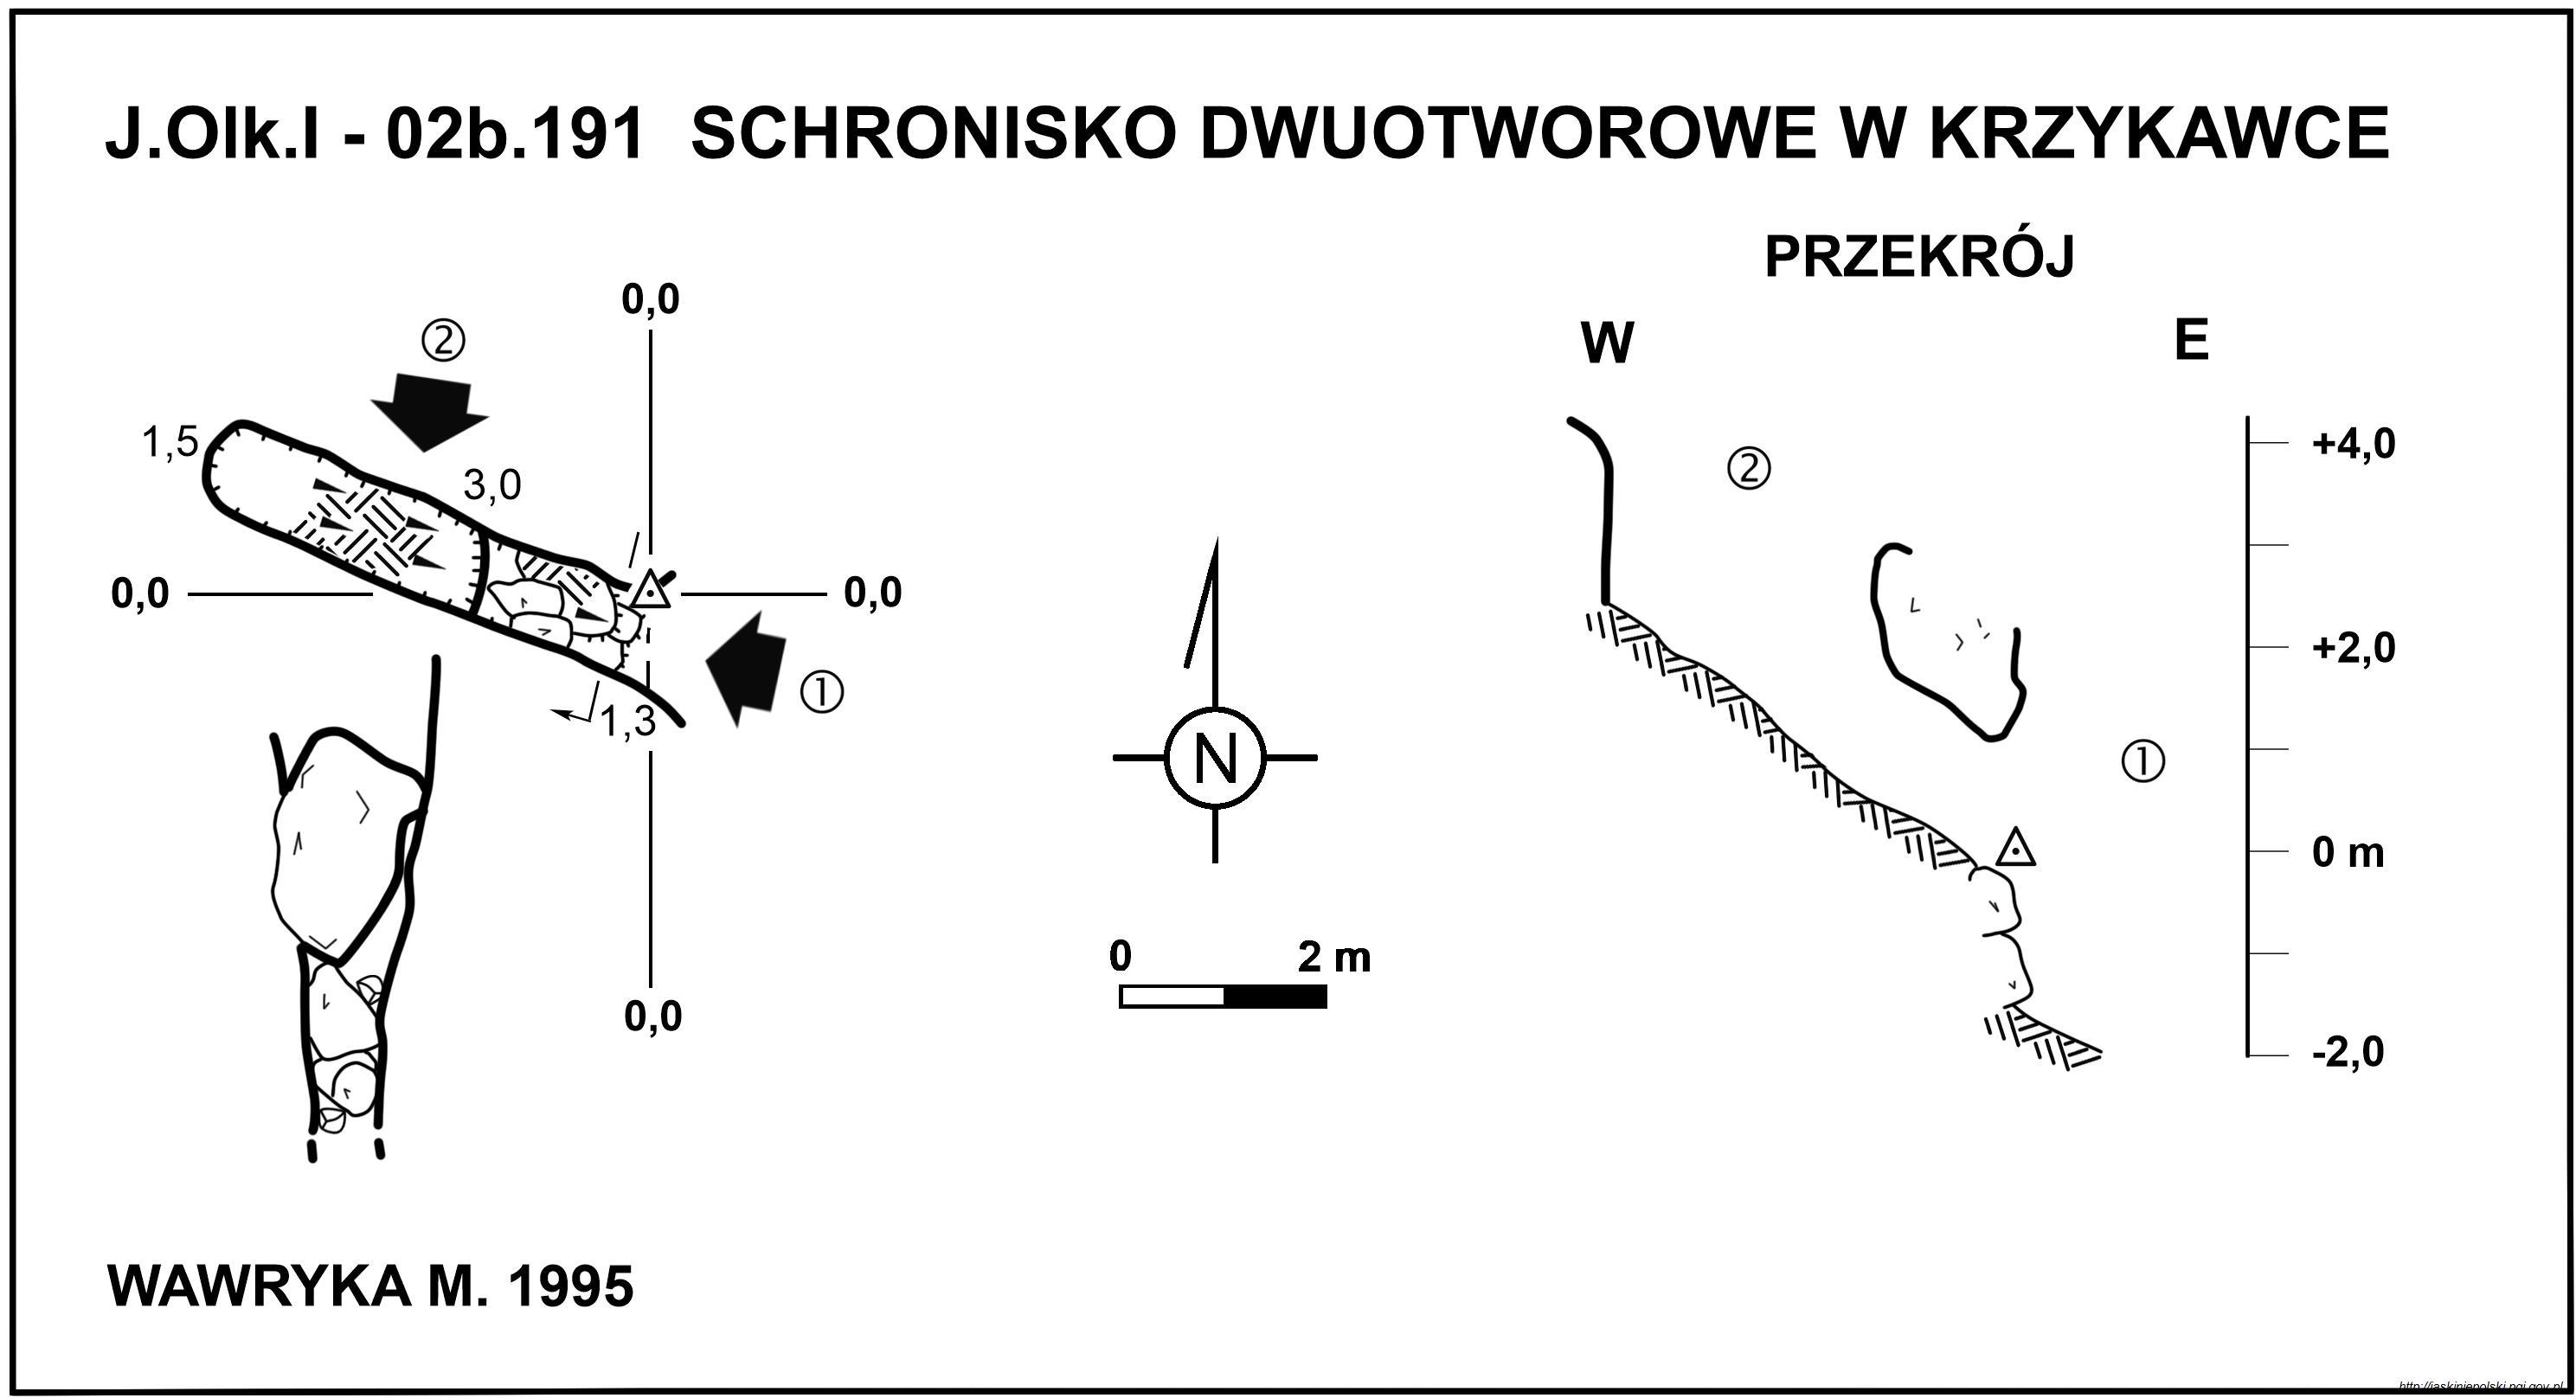 J.Olk.I - 02b.191 SCHRONISKO DWUOTWOROWE W KRZYKAWCE
PRZEKRÓJ
0,0
②
1,5
3,0
0,0
0,0
①
1,3
0,0
N
0
2 m
W
E
②
①
+4,0
+2,0
0 m
-2,0
WAWRYKA M. 1995
http://jaskiniepolski.pgi.gov.pl